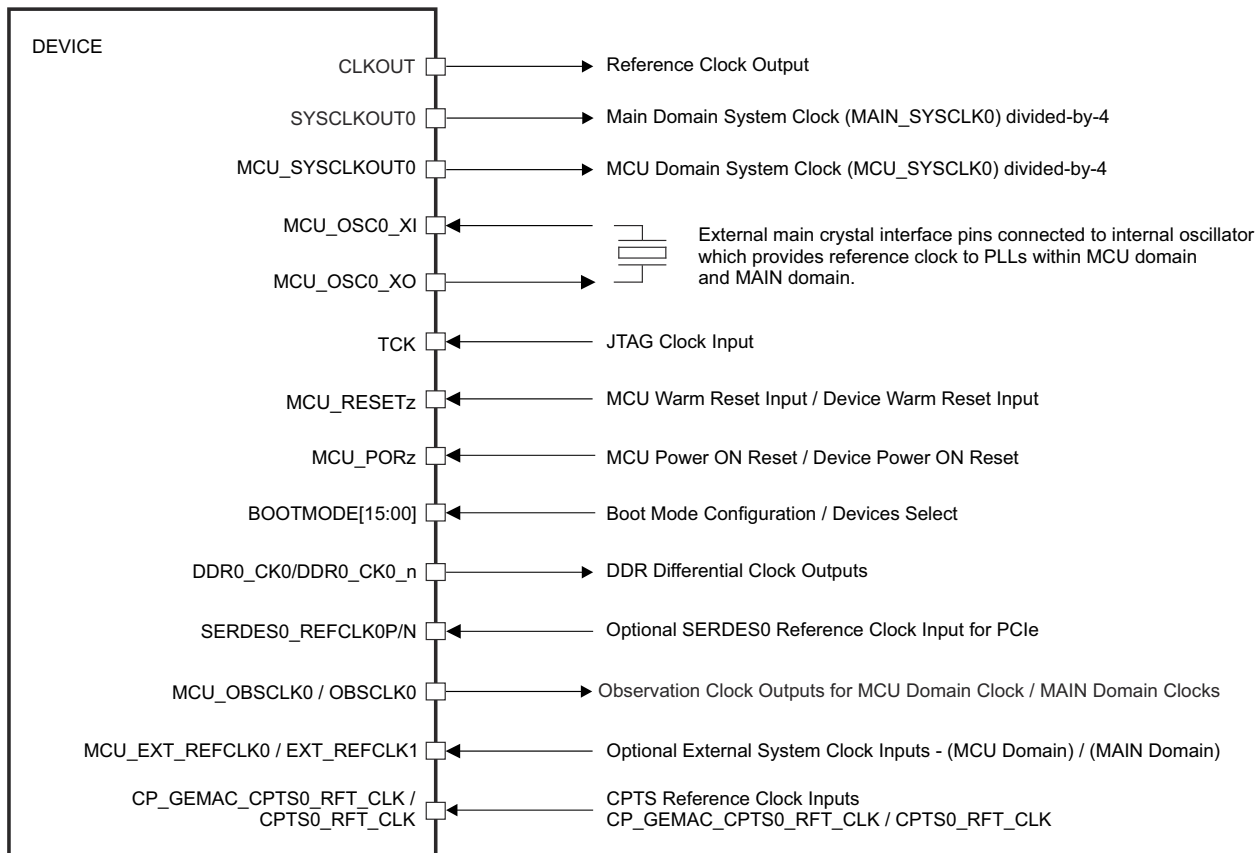 DEVICE
CLKOUT Reference Clock Output
SYSCLKOUT0 Main Domain System Clock (MAIN_SYSCLK0) divided-by-4
MCU_SYSCLKOUT0 MCU Domain System Clock (MCU_SYSCLK0) divided-by-4
MCU_OSC0_XI
MCU_OSC0_XO
External main crystal interface pins connected to internal oscillator
which provides reference clock to PLLs within MCU domain
and MAIN domain.
TCK JTAG Clock Input
MCU_RESETz MCU Warm Reset Input / Device Warm Reset Input
MCU_PORz MCU Power ON Reset / Device Power ON Reset
BOOTMODE[15:00] Boot Mode Configuration / Devices Select
DDR0_CK0/DDR0_CK0_n DDR Differential Clock Outputs
SERDES0_REFCLK0P/N Optional SERDES0 Reference Clock Input for PCIe
MCU_OBSCLK0 / OBSCLK0 Observation Clock Outputs for MCU Domain Clock / MAIN Domain Clocks
MCU_EXT_REFCLK0 / EXT_REFCLK1 Optional External System Clock Inputs - (MCU Domain) / (MAIN Domain)
CP_GEMAC_CPTS0_RFT_CLK /
CPTS0_RFT_CLK
CPTS Reference Clock Inputs
CP_GEMAC_CPTS0_RFT_CLK / CPTS0_RFT_CLK